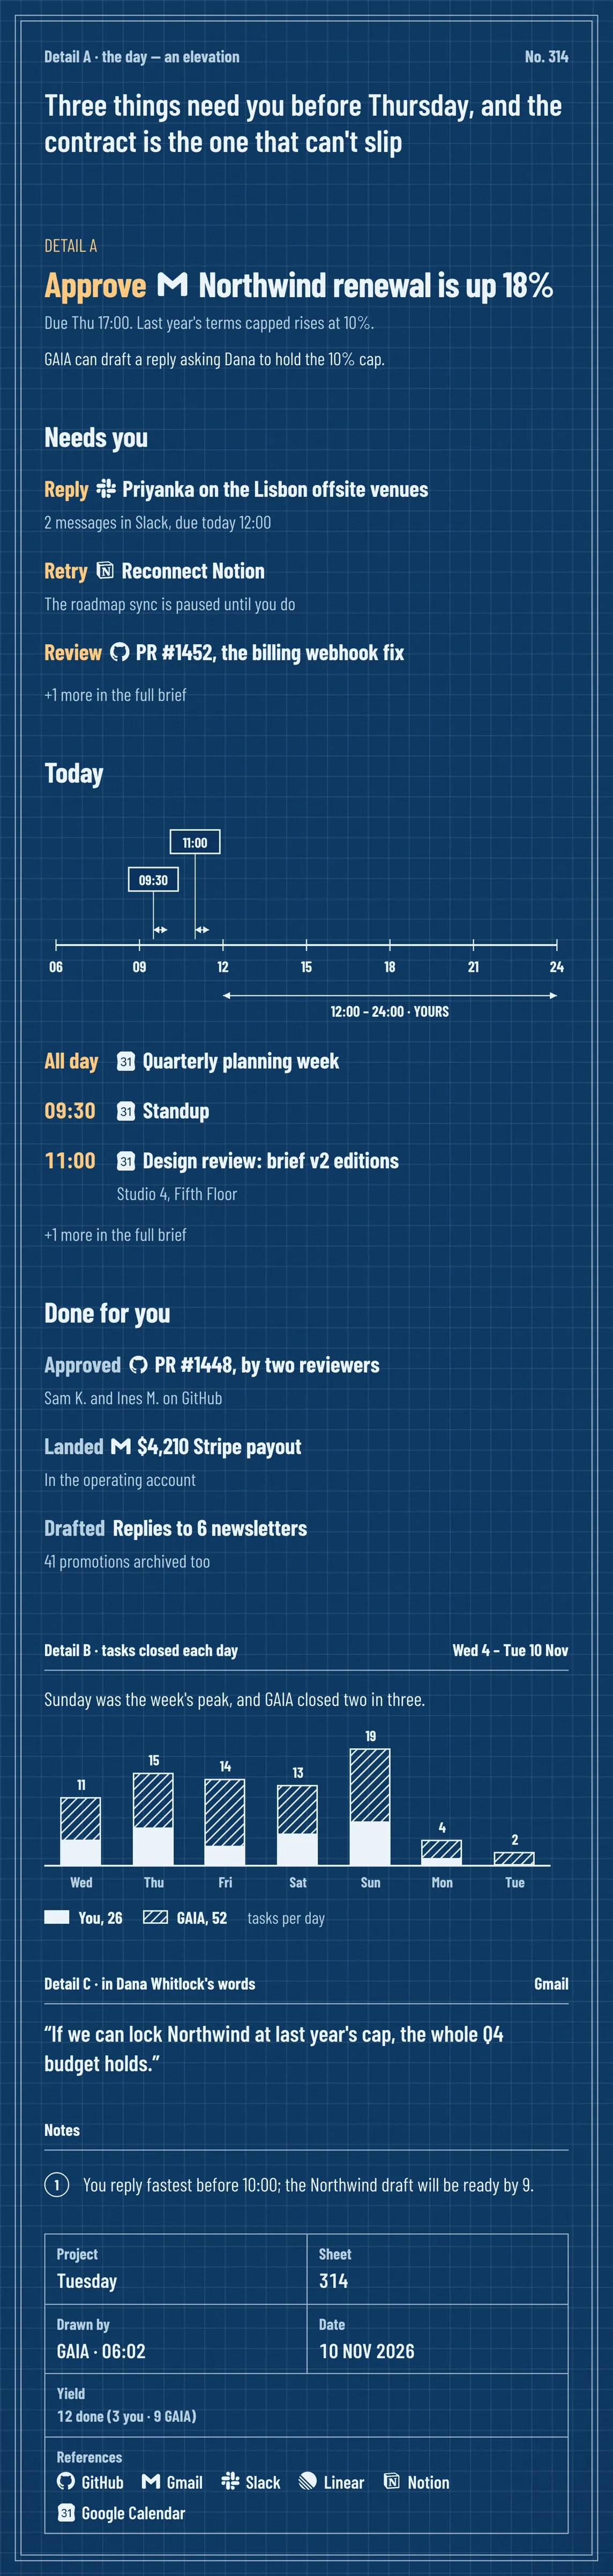 Detail A · the day — an elevation
No. 314
Three things need you before Thursday, and the
contract is the one that can't slip
DETAIL A
Approve Northwind renewal is up 18%
Due Thu 17:00. Last year's terms capped rises at 10%.
GAIA can draft a reply asking Dana to hold the 10% cap.
Needs you
Reply Priyanka on the Lisbon offsite venues
2 messages in Slack, due today 12:00
Retry Reconnect Notion
The roadmap sync is paused until you do
Review PR #1452, the billing webhook fix
+1 more in the full brief
Today
11:00
09:30
06 09 12 15 18 21 24
12:00 – 24:00 · YOURS
All day 31 Quarterly planning week
09:30 31 Standup
11:00 31 Design review: brief v2 editions
Studio 4, Fifth Floor
+1 more in the full brief
Done for you
Approved PR #1448, by two reviewers
Sam K. and Ines M. on GitHub
Landed $4,210 Stripe payout
In the operating account
Drafted Replies to 6 newsletters
41 promotions archived too
Detail B · tasks closed each day
Wed 4 – Tue 10 Nov
Sunday was the week's peak, and GAIA closed two in three.
11 15 14 13 19 4 2
Wed Thu Fri Sat Sun Mon Tue
You, 26 GAIA, 52 tasks per day
Detail C · in Dana Whitlock's words
Gmail
“If we can lock Northwind at last year's cap, the whole Q4
budget holds.”
Notes
1 You reply fastest before 10:00; the Northwind draft will be ready by 9.
Project
Tuesday
Sheet
314
Drawn by
GAIA · 06:02
Date
10 NOV 2026
Yield
12 done (3 you · 9 GAIA)
References
GitHub Gmail Slack Linear Notion
31 Google Calendar